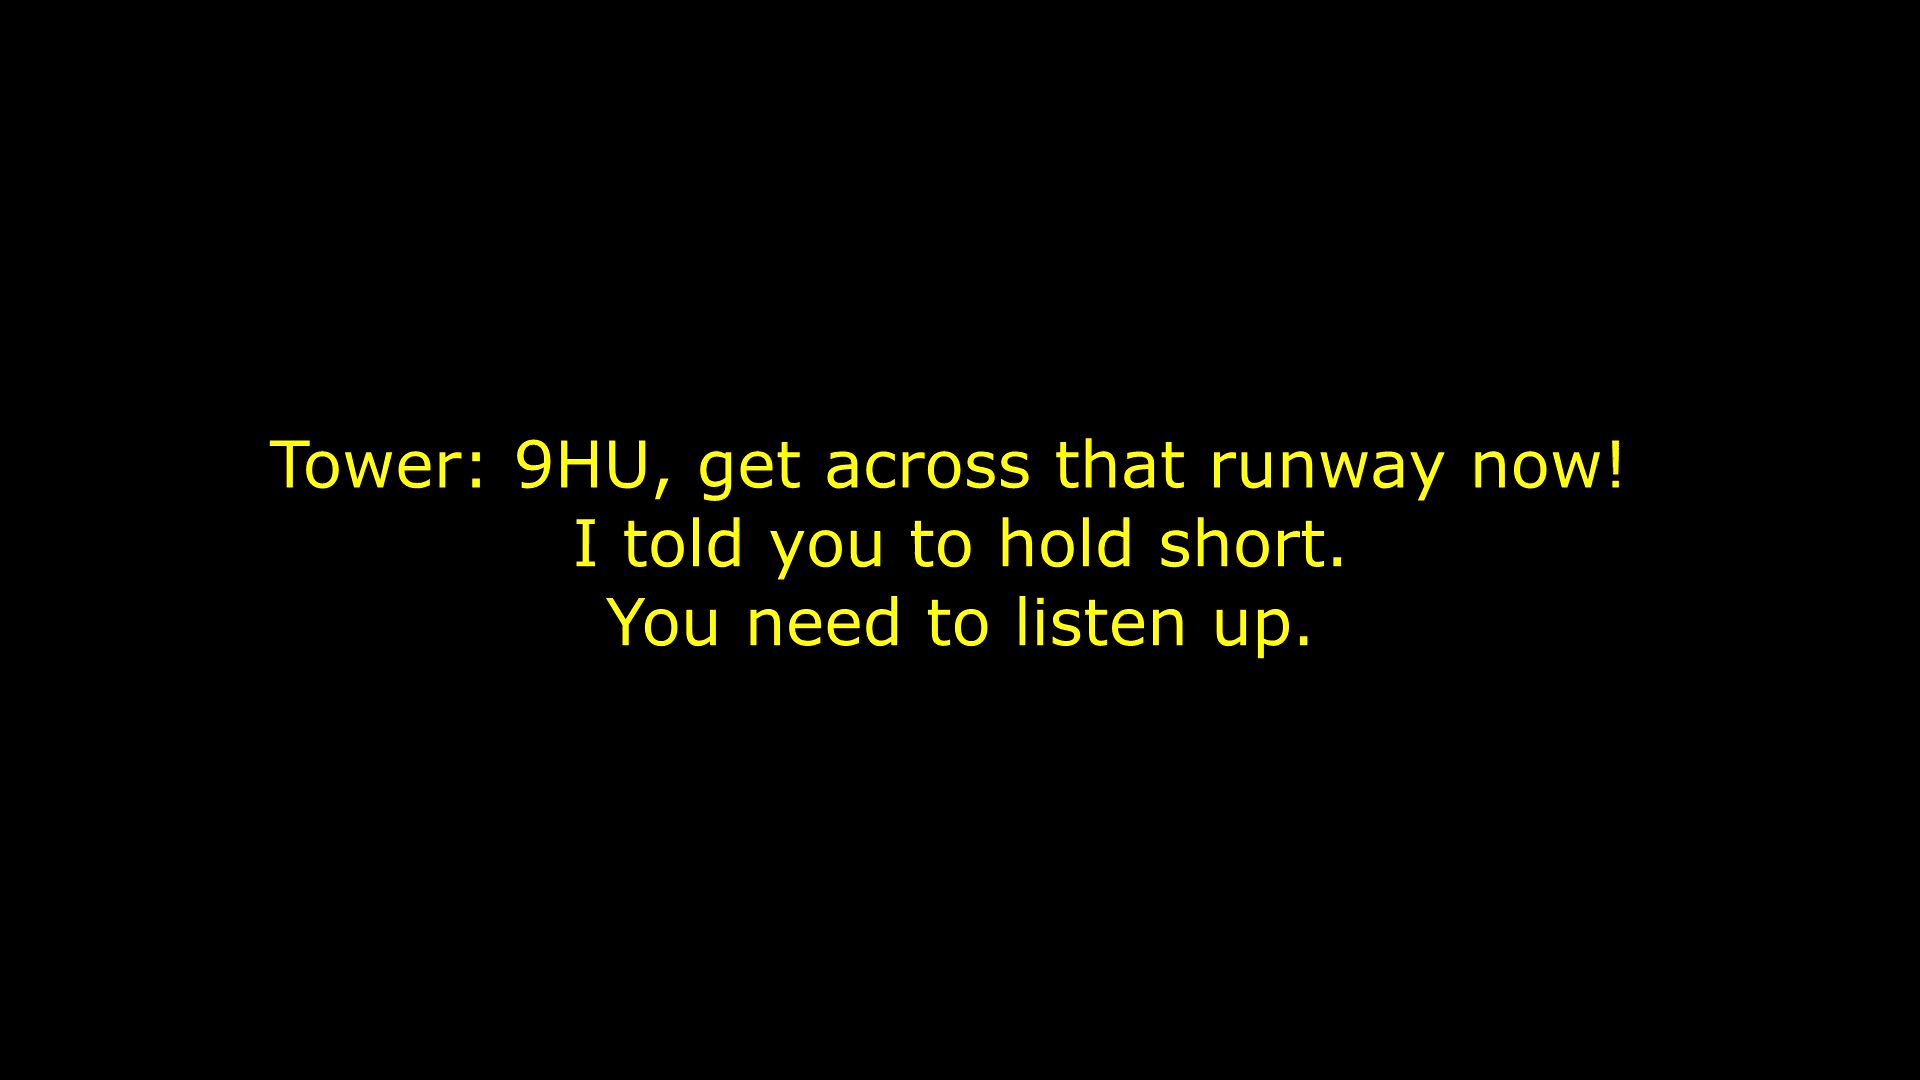 Tower: 9HU, get across that runway now!
I told you to hold short.
You need to listen up.